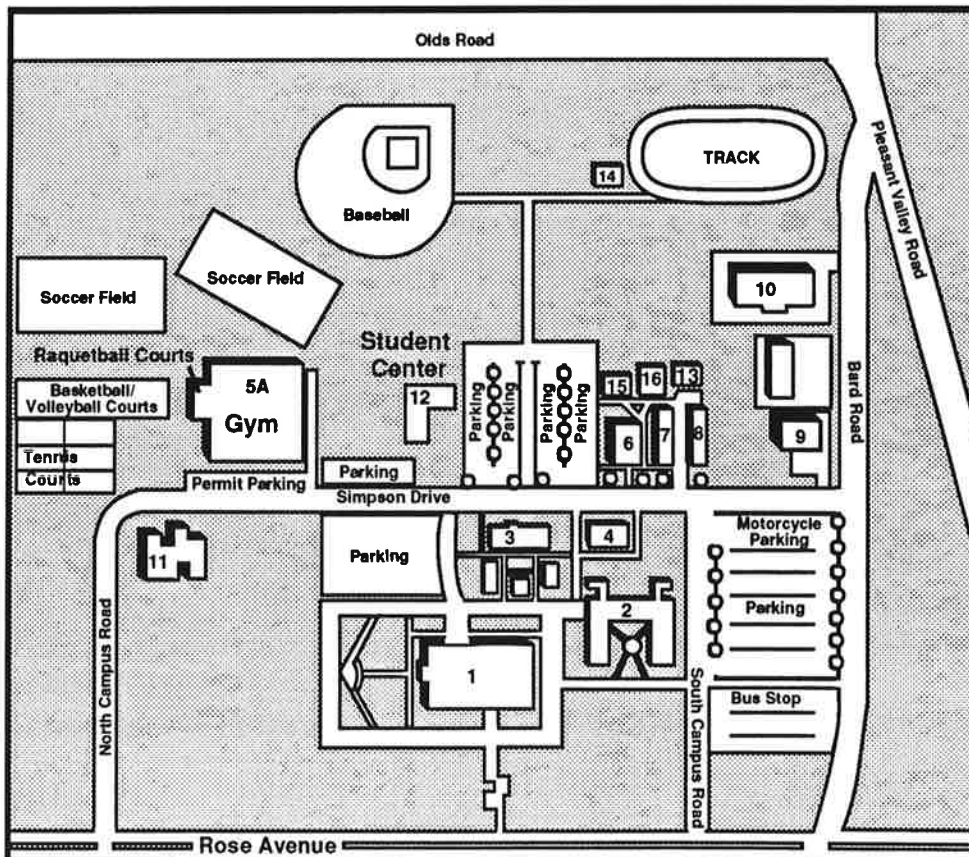 Olds Road
Pleasant Valley Road
TRACK
14
Baseball
Soccer Field
Soccer Field
10
Raquetball Courts
Student
Center
5A
Gym
12
Basketball/
Volleyball Courts
Tennis
Courts
Parking
Parking
Parking
Parking
15
16
13
6
7
8
9
Bard Road
Permit Parking
Parking
Simpson Drive
11
Parking
3
4
Motorcycle
Parking
Parking
2
1
Bus Stop
North Campus Road
South Campus Road
Rose Avenue